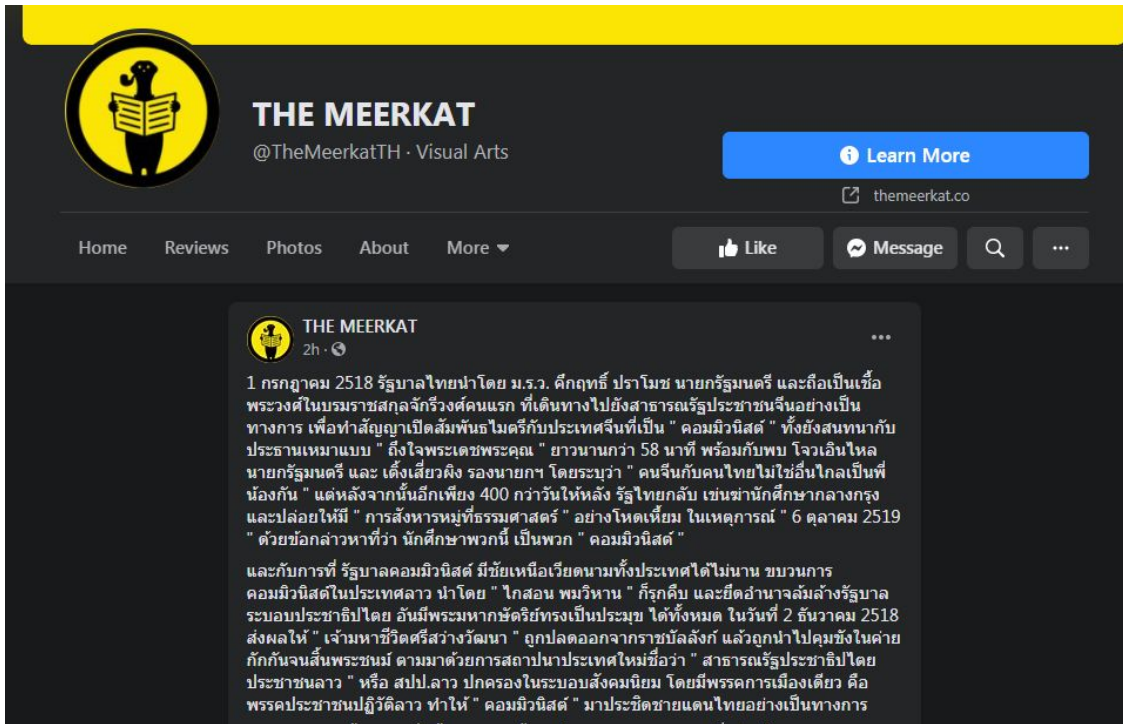 THE MEERKAT
@TheMeerkatTH · Visual Arts
Learn More
themeerkat.co
Home Reviews Photos About More
Like Message
THE MEERKAT
2h ·
1 กรกฎาคม 2518 รัฐบาลไทยนำโดย ม.ร.ว. คึกฤทธิ์ ปราโมช นายกรัฐมนตรี และถือเป็นเชื้อ
พระวงศ์ในบรมราชสกุลจักรีวงศ์คนแรก ที่เดินทางไปยังสาธารณรัฐประชาชนจีนอย่างเป็น
ทางการ เพื่อทำสัญญาเปิดสัมพันธไมตรีกับประเทศจีนที่เป็น " คอมมิวนิสต์ " ทั้งยังสนทนากับ
ประธานเหมาแบบ " ถึงใจพระเดชพระคุณ " ยาวนานกว่า 58 นาที พร้อมกับพบ โจวเอินไหล
นายกรัฐมนตรี และ เติ้งเสี่ยวผิง รองนายกฯ โดยระบุว่า " คนจีนกับคนไทยไม่ใช่อื่นไกลเป็นพี่
น้องกัน " แต่หลังจากนั้นอีกเพียง 400 กว่าวันให้หลัง รัฐไทยกลับ เข่นฆ่านักศึกษากลางกรุง
และปล่อยให้มี " การสังหารหมู่ที่ธรรมศาสตร์ " อย่างโหดเหี้ยม ในเหตุการณ์ " 6 ตุลาคม 2519
" ด้วยข้อกล่าวหาที่ว่า นักศึกษาพวกนี้ เป็นพวก " คอมมิวนิสต์ "
และกับการที่ รัฐบาลคอมมิวนิสต์ มีชัยเหนือเวียดนามทั้งประเทศได้ไม่นาน ขบวนการ
คอมมิวนิสต์ในประเทศลาว นำโดย " ไกสอน พมวิหาน " ก็รุกคืบ และยึดอำนาจล้มล้างรัฐบาล
ระบอบประชาธิปไตย อันมีพระมหากษัตริย์ทรงเป็นประมุข ได้ทั้งหมด ในวันที่ 2 ธันวาคม 2518
ส่งผลให้ " เจ้ามหาชีวิตศรีสว่างวัฒนา " ถูกปลดออกจากราชบัลลังก์ แล้วถูกนำไปคุมขังในค่าย
กักกันจนสิ้นพระชนม์ ตามมาด้วยการสถาปนาประเทศใหม่ชื่อว่า " สาธารณรัฐประชาธิปไตย
ประชาชนลาว " หรือ สปป.ลาว ปกครองในระบอบสังคมนิยม โดยมีพรรคการเมืองเดียว คือ
พรรคประชาชนปฏิวัติลาว ทำให้ " คอมมิวนิสต์ " มาประชิดชายแดนไทยอย่างเป็นทางการ